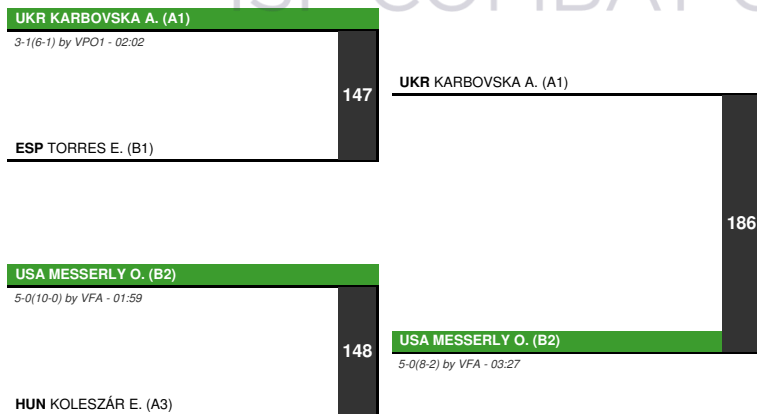 UKR KARBOVSKA A. (A1)
3-1(6-1) by VPO1 - 02:02
147
ESP TORRES E. (B1)
UKR KARBOVSKA A. (A1)
186
USA MESSERLY O. (B2)
5-0(10-0) by VFA - 01:59
148
HUN KOLESZÁR E. (A3)
USA MESSERLY O. (B2)
5-0(8-2) by VFA - 03:27